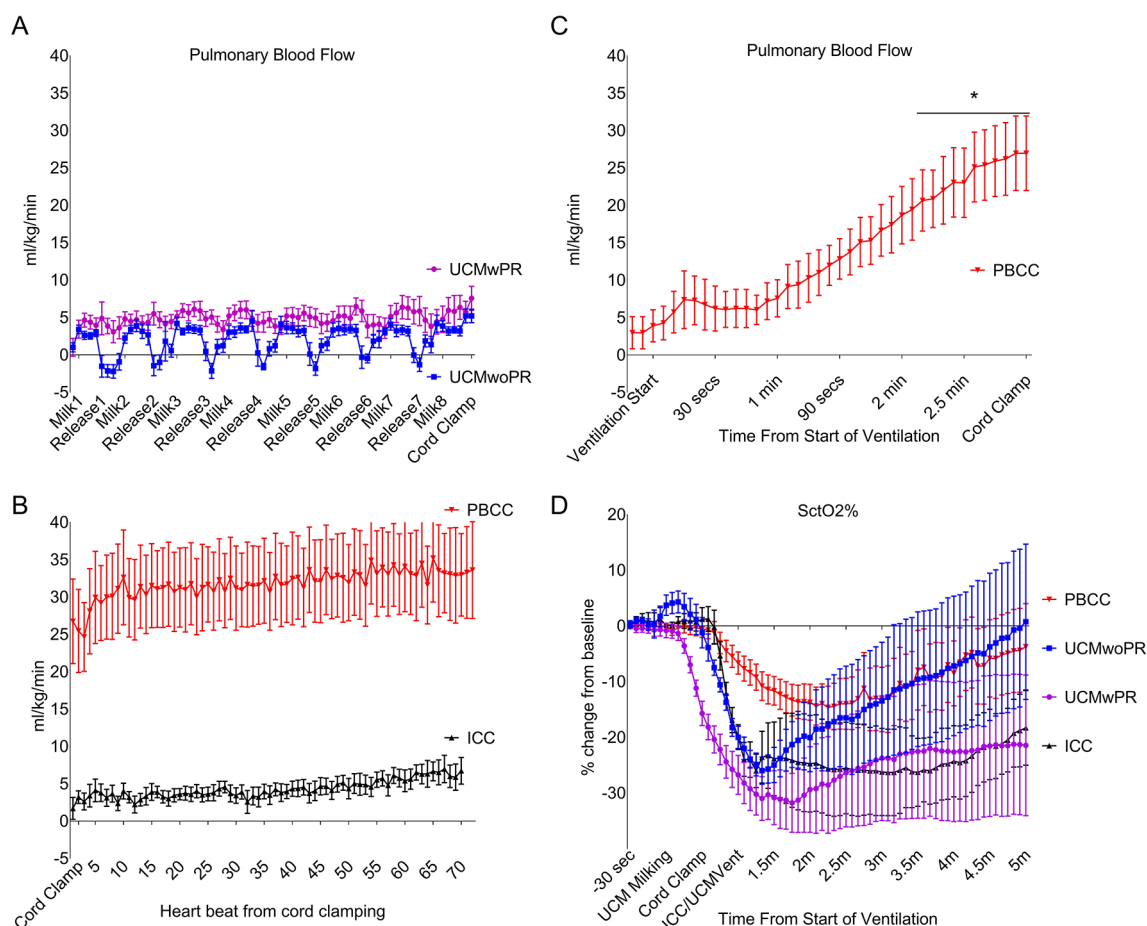 A
Pulmonary Blood Flow
40
35
30
25
20
15
10
5
0
-5
ml/kg/min
UCMwPR
UCMwoPR
Milk1
Release1
Milk2
Release2
Milk3
Release3
Milk4
Release4
Milk5
Release5
Milk6
Release6
Milk7
Release7
Milk8
Cord Clamp
C
Pulmonary Blood Flow
40
35
30
25
20
15
10
5
0
-5
ml/kg/min
*
PBCC
Ventilation Start
30 secs
1 min
90 secs
2 min
2.5 min
Cord Clamp
Time From Start of Ventilation
B
40
35
30
25
20
15
10
5
0
-5
ml/kg/min
PBCC
ICC
Cord Clamp
5
10
15
20
25
30
35
40
45
50
55
60
65
70
Heart beat from cord clamping
D
SctO2%
20
10
0
-10
-20
-30
% change from baseline
PBCC
UCMwoPR
UCMwPR
ICC
-30 sec
UCM Milking
Cord Clamp
ICC/UCMVent
1.5m
2m
2.5m
3m
3.5m
4m
4.5m
5m
Time From Start of Ventilation